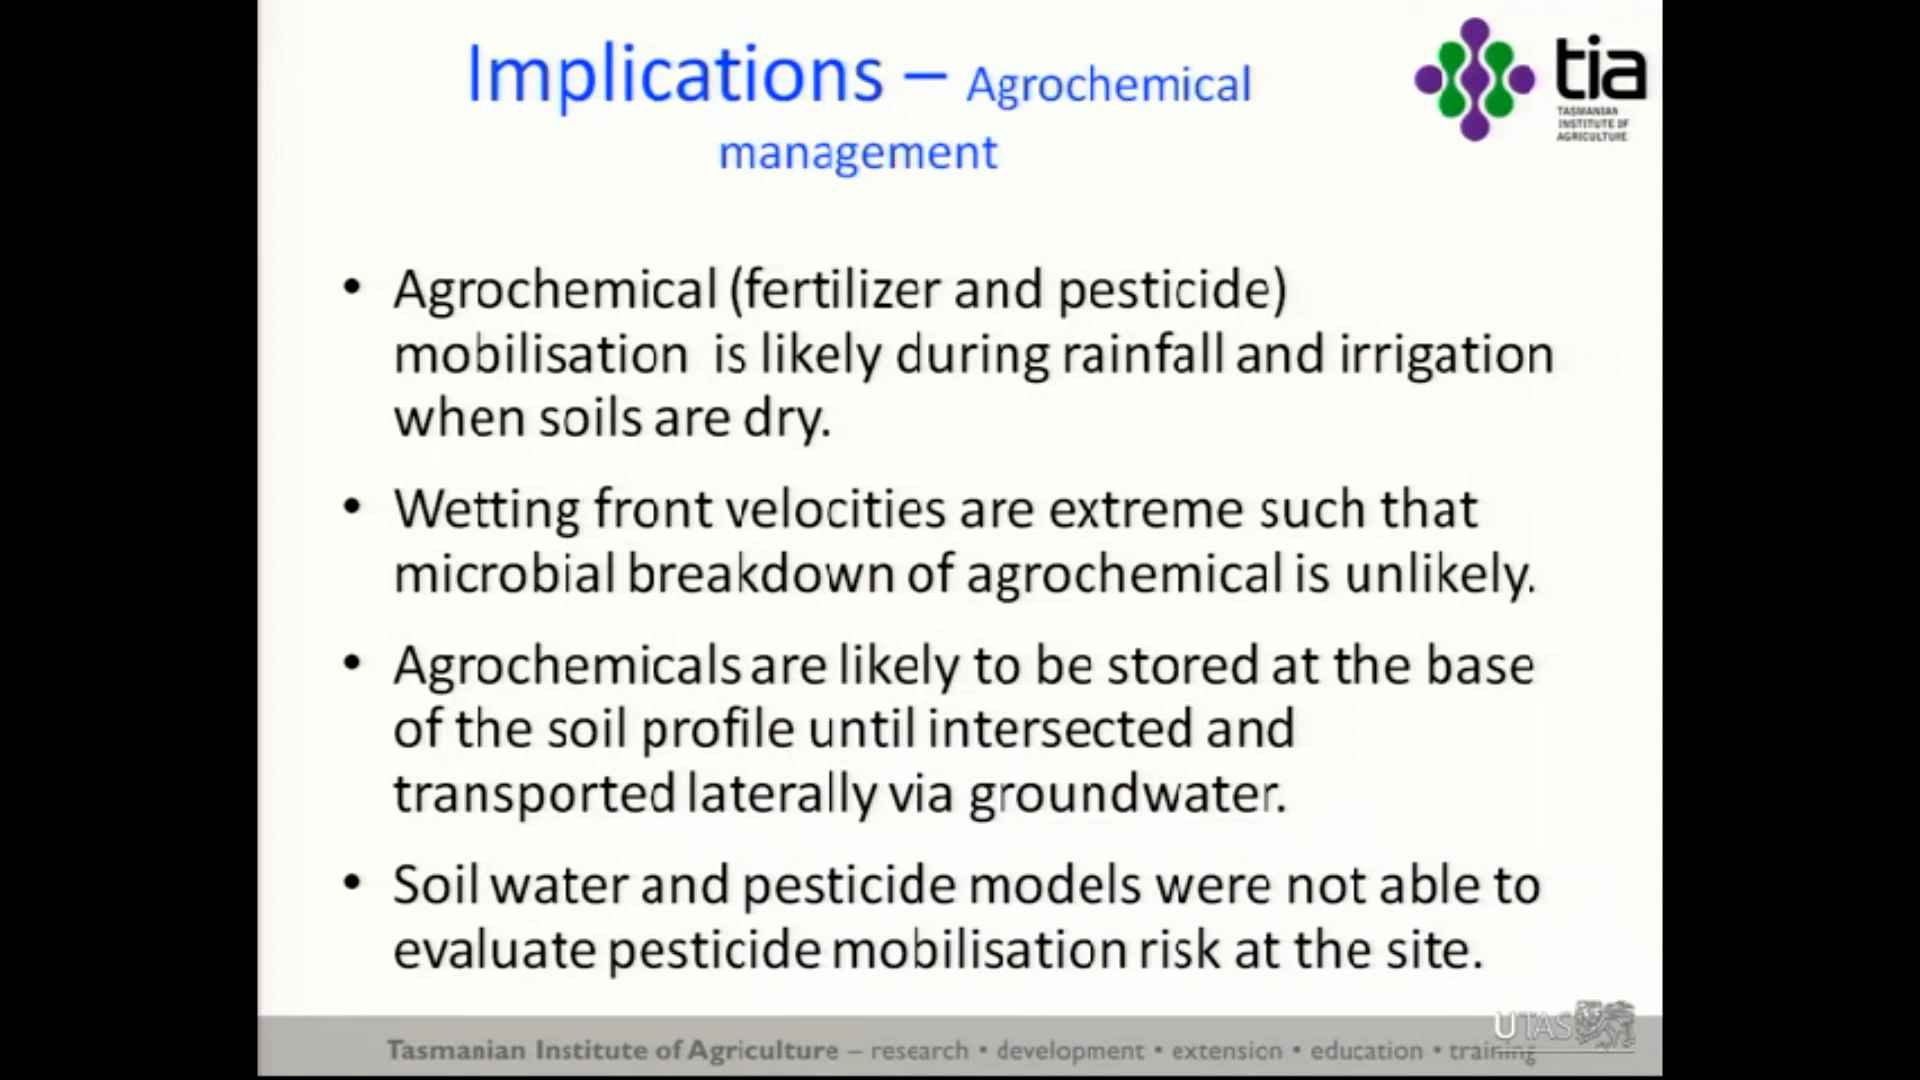 Implications – Agrochemical
management
tia
TASMANIAN
INSTITUTE OF
AGRICULTURE
• Agrochemical (fertilizer and pesticide)
mobilisation is likely during rainfall and irrigation
when soils are dry.
• Wetting front velocities are extreme such that
microbial breakdown of agrochemical is unlikely.
• Agrochemicals are likely to be stored at the base
of the soil profile until intersected and
transported laterally via groundwater.
• Soil water and pesticide models were not able to
evaluate pesticide mobilisation risk at the site.
UTAS
Tasmanian Institute of Agriculture – research • development • extension • education • training